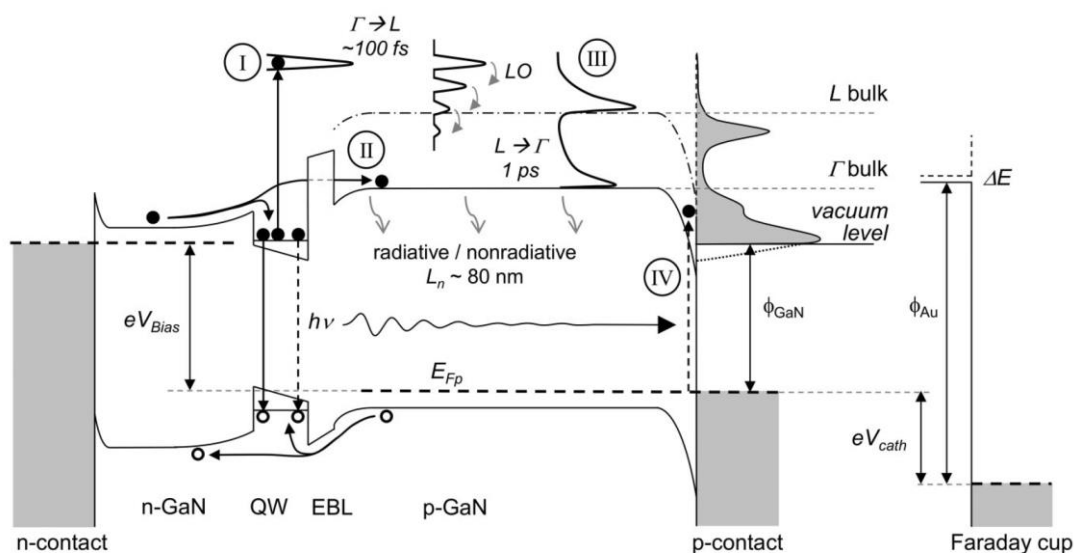 Γ → L
~100 fs
I
LO
III
L bulk
II
L → Γ
1 ps
Γ bulk
ΔE
vacuum
level
radiative / nonradiative
Lₙ ~ 80 nm
IV
eV_Bias
hν
ϕ_GaN
ϕ_Au
E_Fp
eV_cath
n-GaN QW EBL p-GaN
n-contact p-contact Faraday cup